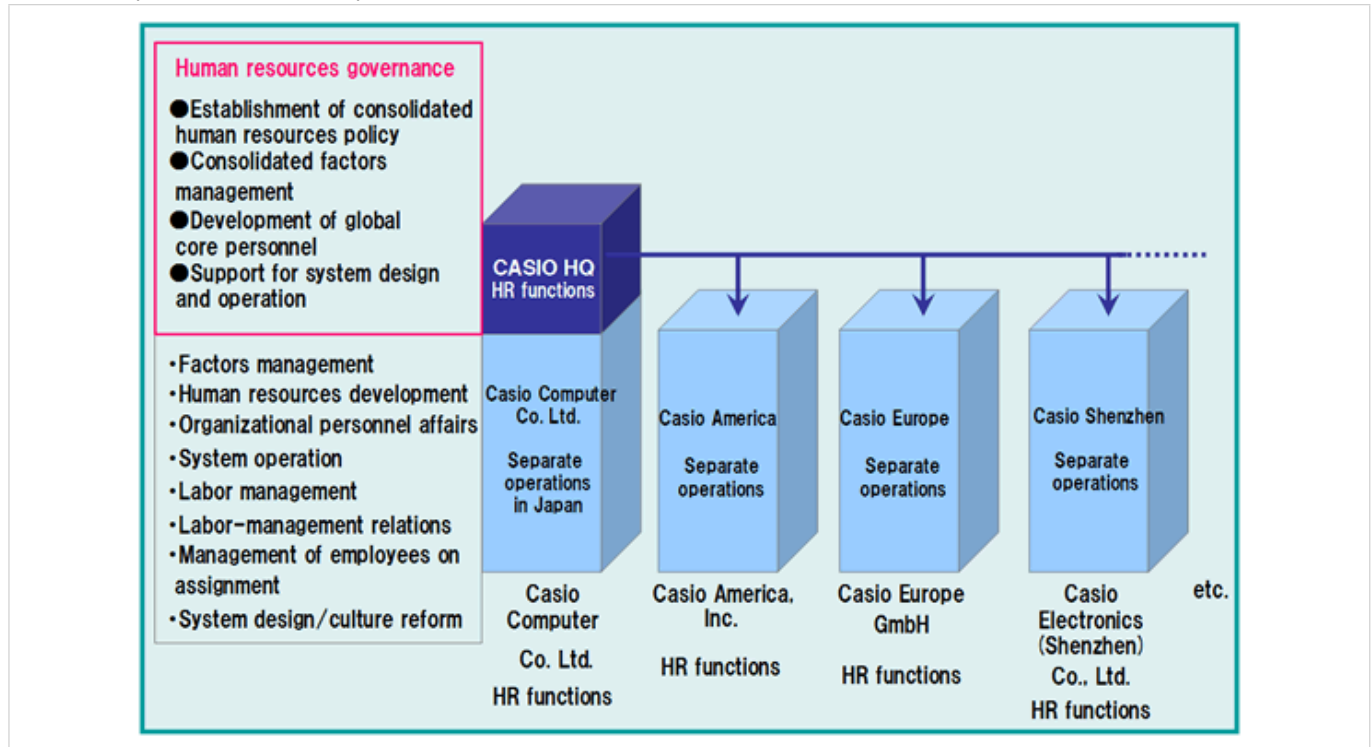 Human resources governance
●Establishment of consolidated
human resources policy
●Consolidated factors
management
●Development of global
core personnel
●Support for system design
and operation
・Factors management
・Human resources development
・Organizational personnel affairs
・System operation
・Labor management
・Labor-management relations
・Management of employees on
assignment
・System design/culture reform
CASIO HQ
HR functions
Casio Computer
Co. Ltd.
Separate
operations
in Japan
Casio Computer
Co. Ltd.
HR functions
Casio America
Separate
operations
Casio America,
Inc.
HR functions
Casio Europe
Separate
operations
Casio Europe
GmbH
HR functions
Casio Shenzhen
Separate
operations
Casio
Electronics
(Shenzhen)
Co., Ltd.
HR functions
etc.